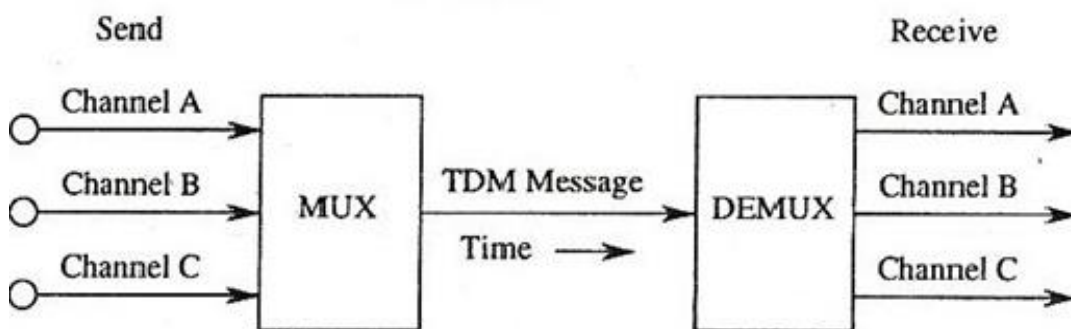 Send
Receive
Channel A
Channel A
Channel B
TDM Message
Channel B
MUX
DEMUX
Time
Channel C
Channel C